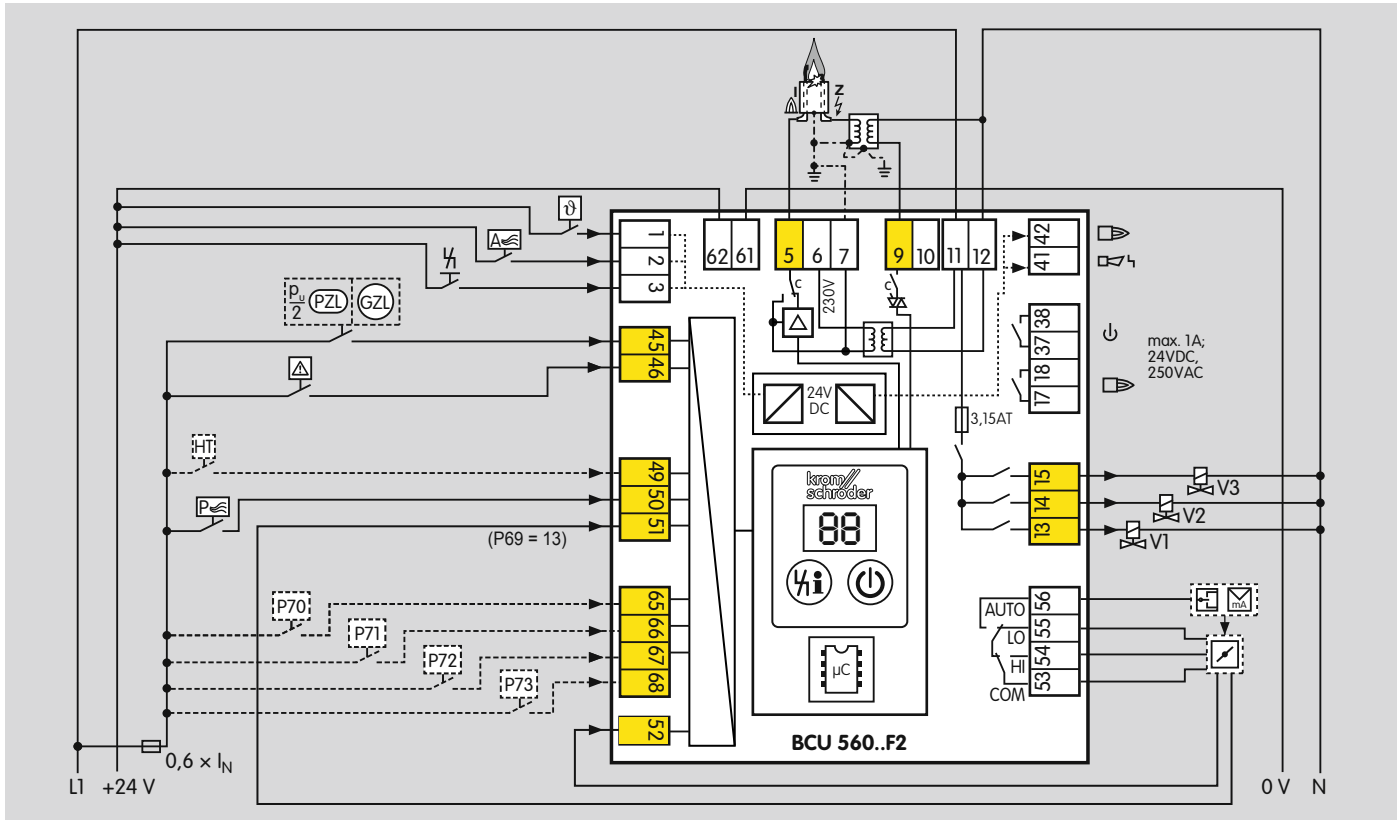 I
Z
ϑ
A
1
2
3
62 61
5 6 7
9 10
11 12
42
41
c
230V
c
pu
2
PZL
GZL
45
46
38
37
18
17
max. 1A;
24VDC,
250VAC
24V
DC
3,15AT
HT
49
50
51
P
(P69 = 13)
krom//
schröder
88
i
15
14
13
V3
V2
V1
P70
P71
P72
P73
65
66
67
68
52
AUTO
LO
HI
COM
56
55
54
53
mA
µC
BCU 560..F2
0,6 × IN
L1 +24 V
0 V N